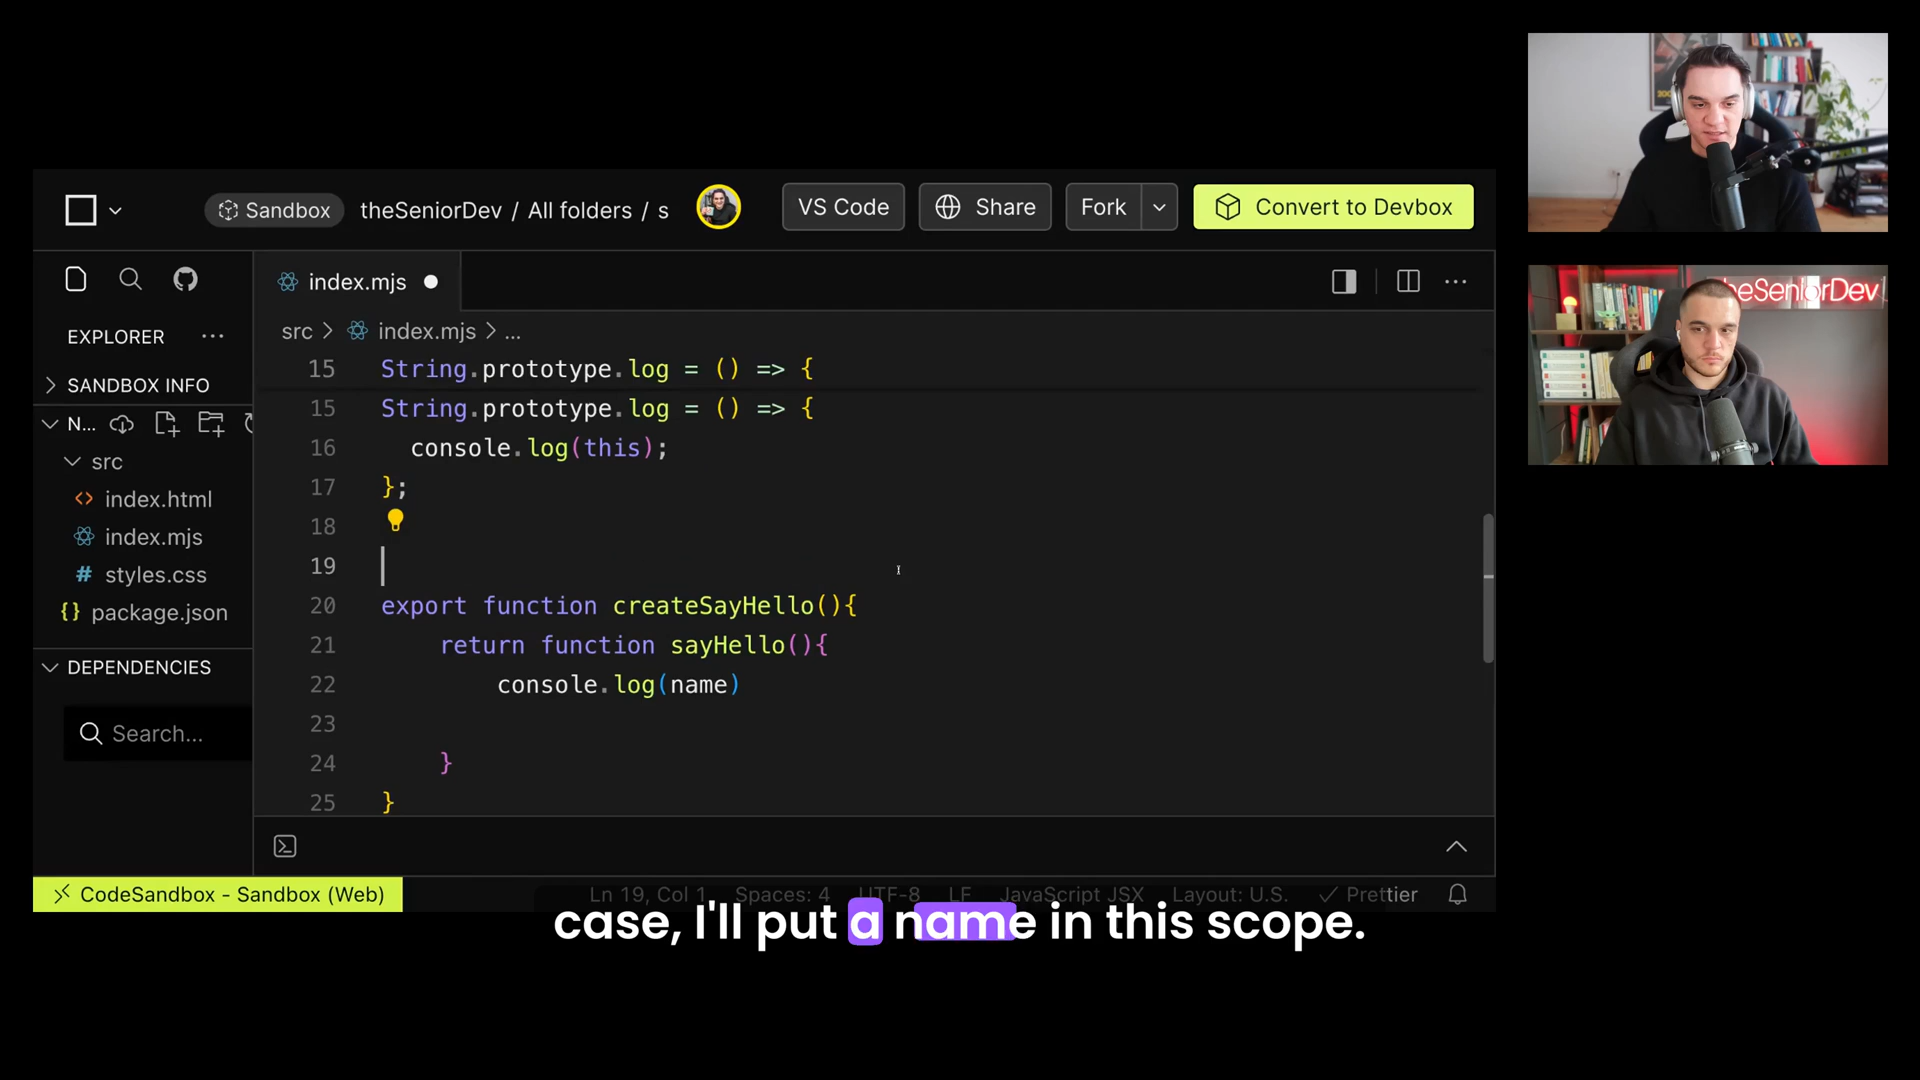 Sandbox
theSeniorDev / All folders / s
VS Code
Share
Fork
Convert to Devbox
index.mjs
EXPLORER ...
src > index.mjs > ...
SANDBOX INFO
N...
src
index.html
index.mjs
styles.css
package.json
DEPENDENCIES
Search...
15 String.prototype.log = () => {
15 String.prototype.log = () => {
16 console.log(this);
17 };
18
19
20 export function createSayHello(){
21 return function sayHello(){
22 console.log(name)
23
24 }
25 }
CodeSandbox - Sandbox (Web)
Ln 19, Col 1 Spaces: 4 UTF-8 LF JavaScript JSX Layout: U.S. Prettier
case, I'll put a name in this scope.
theSeniorDev